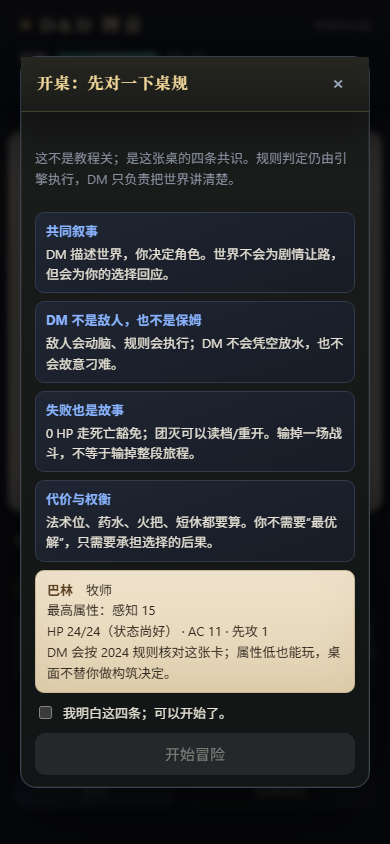 开桌：先对一下桌规
×
这不是教程关；是这张桌的四条共识。规则判定仍由引
擎执行，DM 只负责把世界讲清楚。
共同叙事
DM 描述世界，你决定角色。世界不会为剧情让路，
但会为你的选择回应。
DM 不是敌人，也不是保姆
敌人会动脑、规则会执行；DM 不会凭空放水，也不
会故意刁难。
失败也是故事
0 HP 走死亡豁免；团灭可以读档/重开。输掉一场战
斗，不等于输掉整段旅程。
代价与权衡
法术位、药水、火把、短休都要算。你不需要“最优
解”，只需要承担选择的后果。
巴林 牧师
最高属性：感知 15
HP 24/24（状态尚好） · AC 11 · 先攻 1
DM 会按 2024 规则核对这张卡；属性低也能玩，桌
面不替你做构筑决定。
我明白这四条；可以开始了。
开始冒险